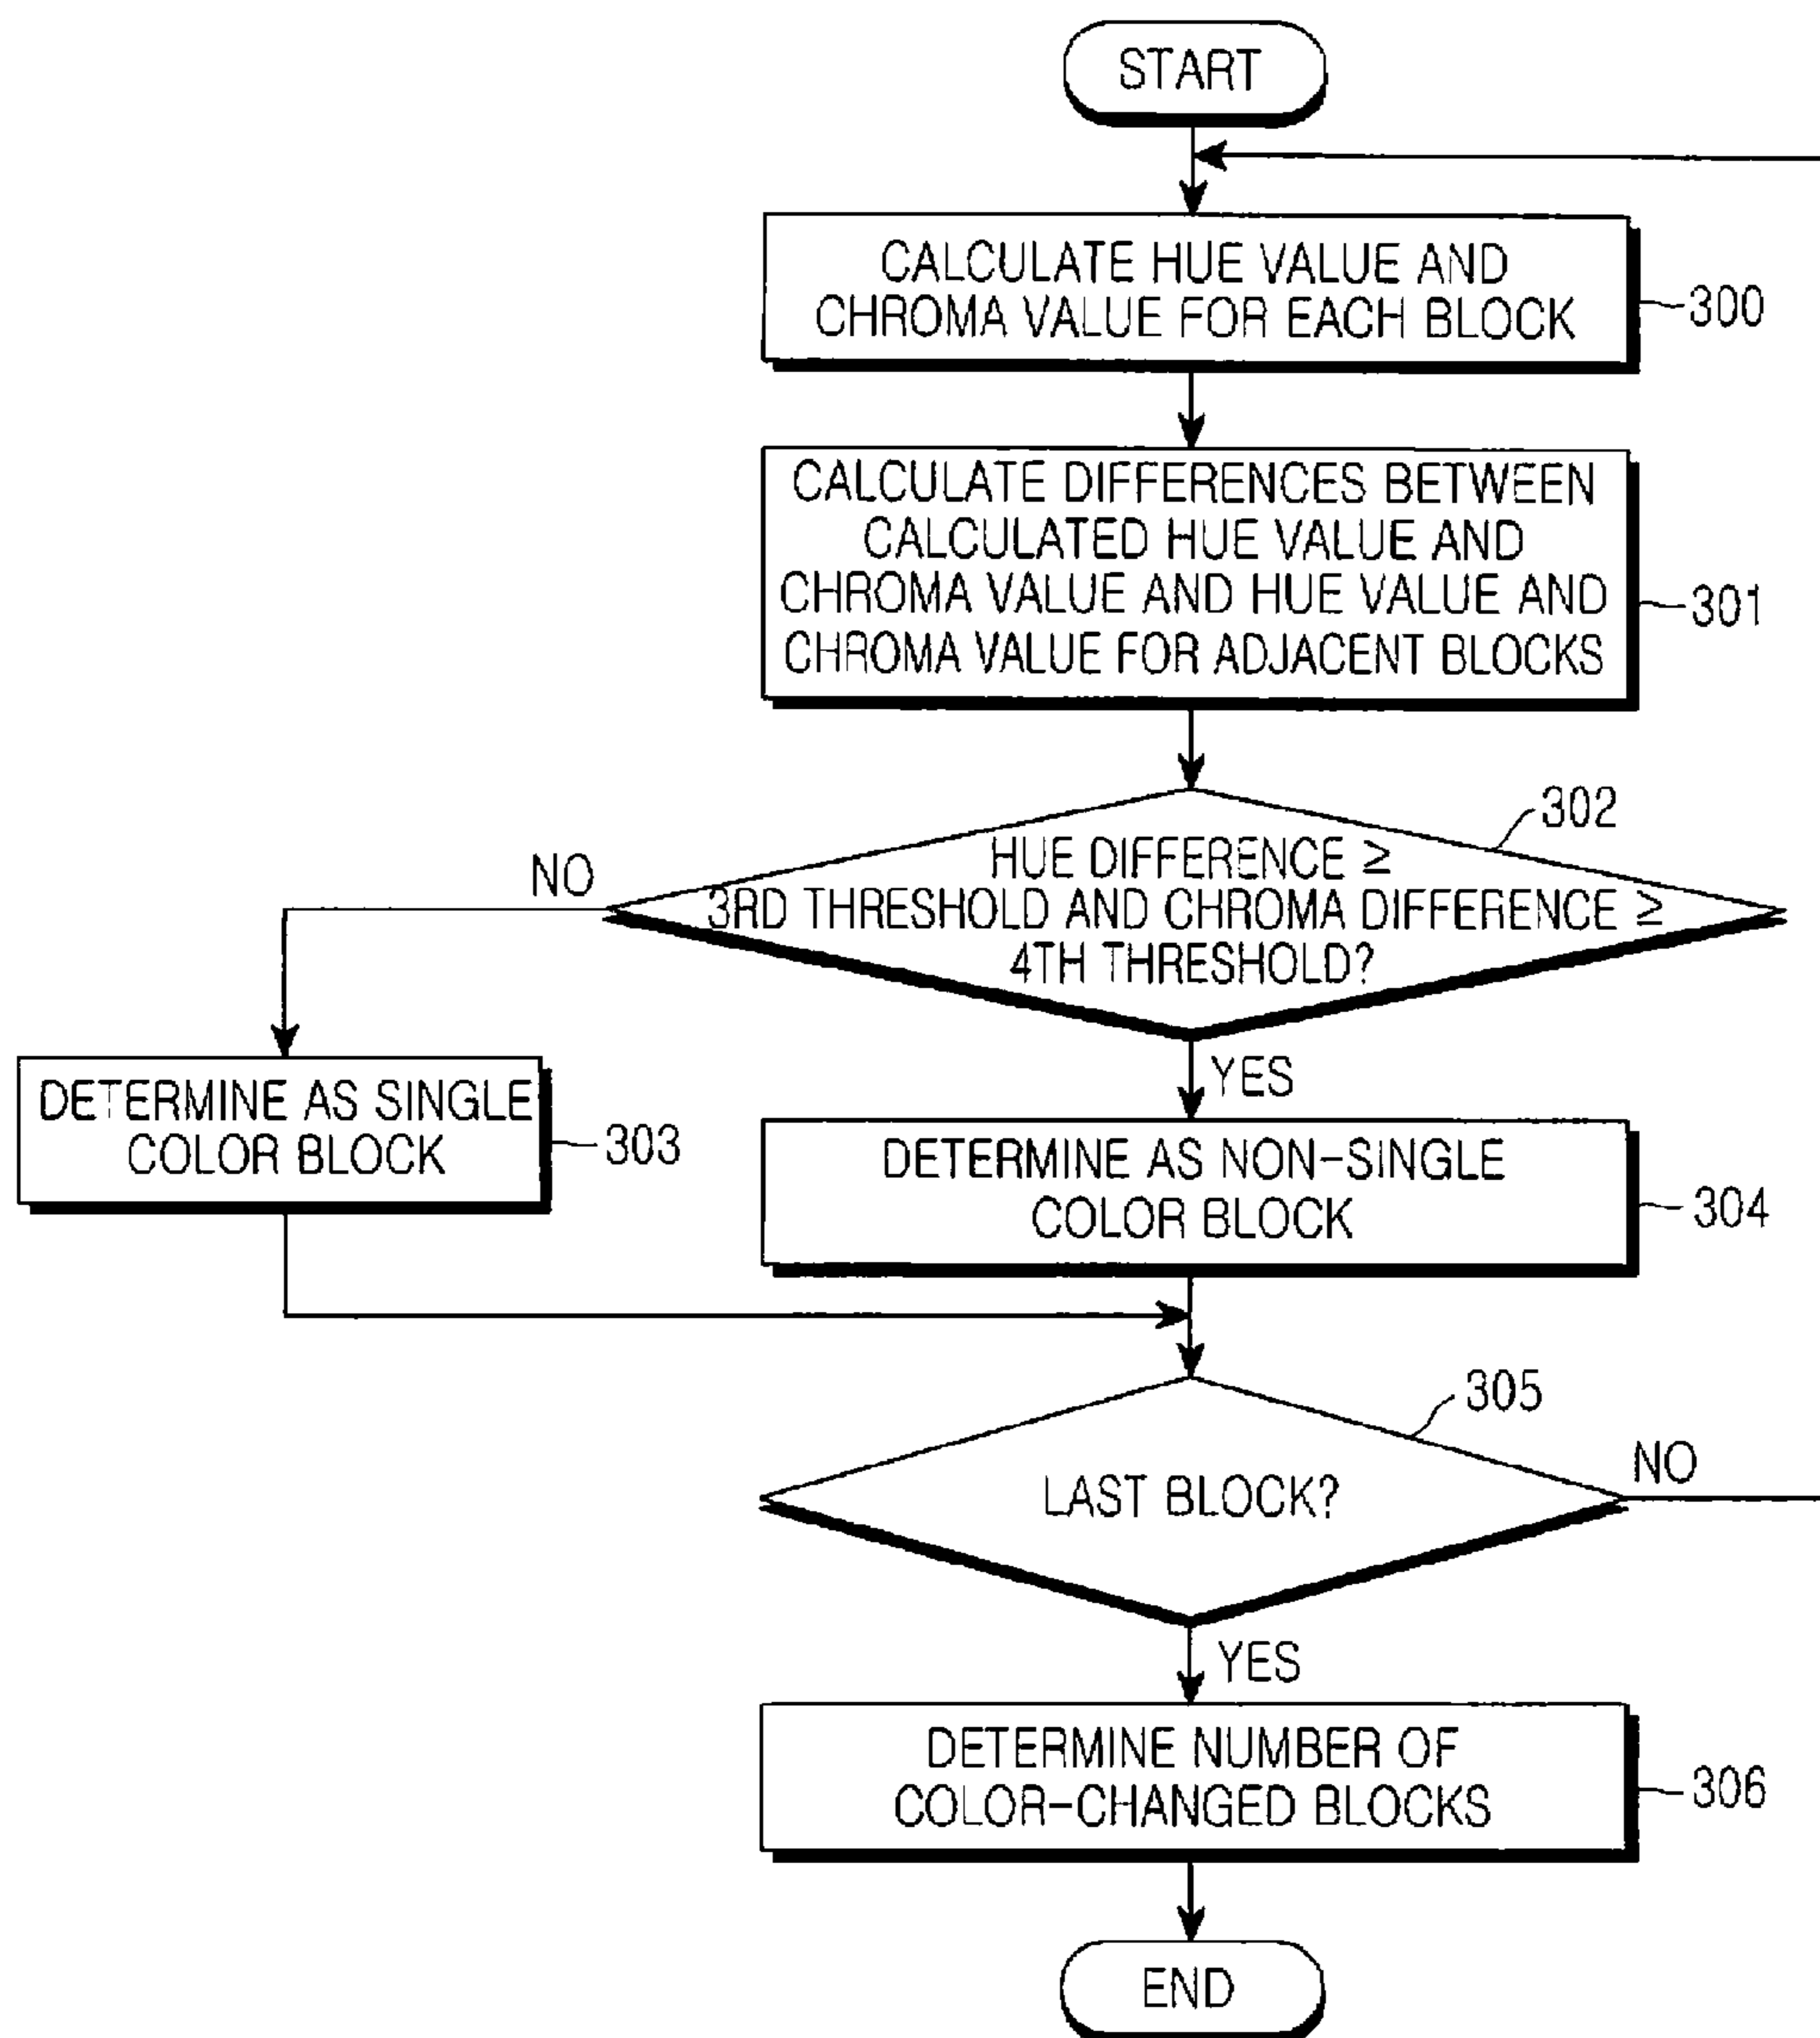 START
CALCULATE HUE VALUE AND
CHROMA VALUE FOR EACH BLOCK
300
CALCULATE DIFFERENCES BETWEEN
CALCULATED HUE VALUE AND
CHROMA VALUE AND HUE VALUE AND
CHROMA VALUE FOR ADJACENT BLOCKS
301
302
HUE DIFFERENCE ≥
3RD THRESHOLD AND CHROMA DIFFERENCE ≥
4TH THRESHOLD?
NO
YES
DETERMINE AS SINGLE
COLOR BLOCK
303
DETERMINE AS NON-SINGLE
COLOR BLOCK
304
305
LAST BLOCK?
NO
YES
DETERMINE NUMBER OF
COLOR-CHANGED BLOCKS
306
END